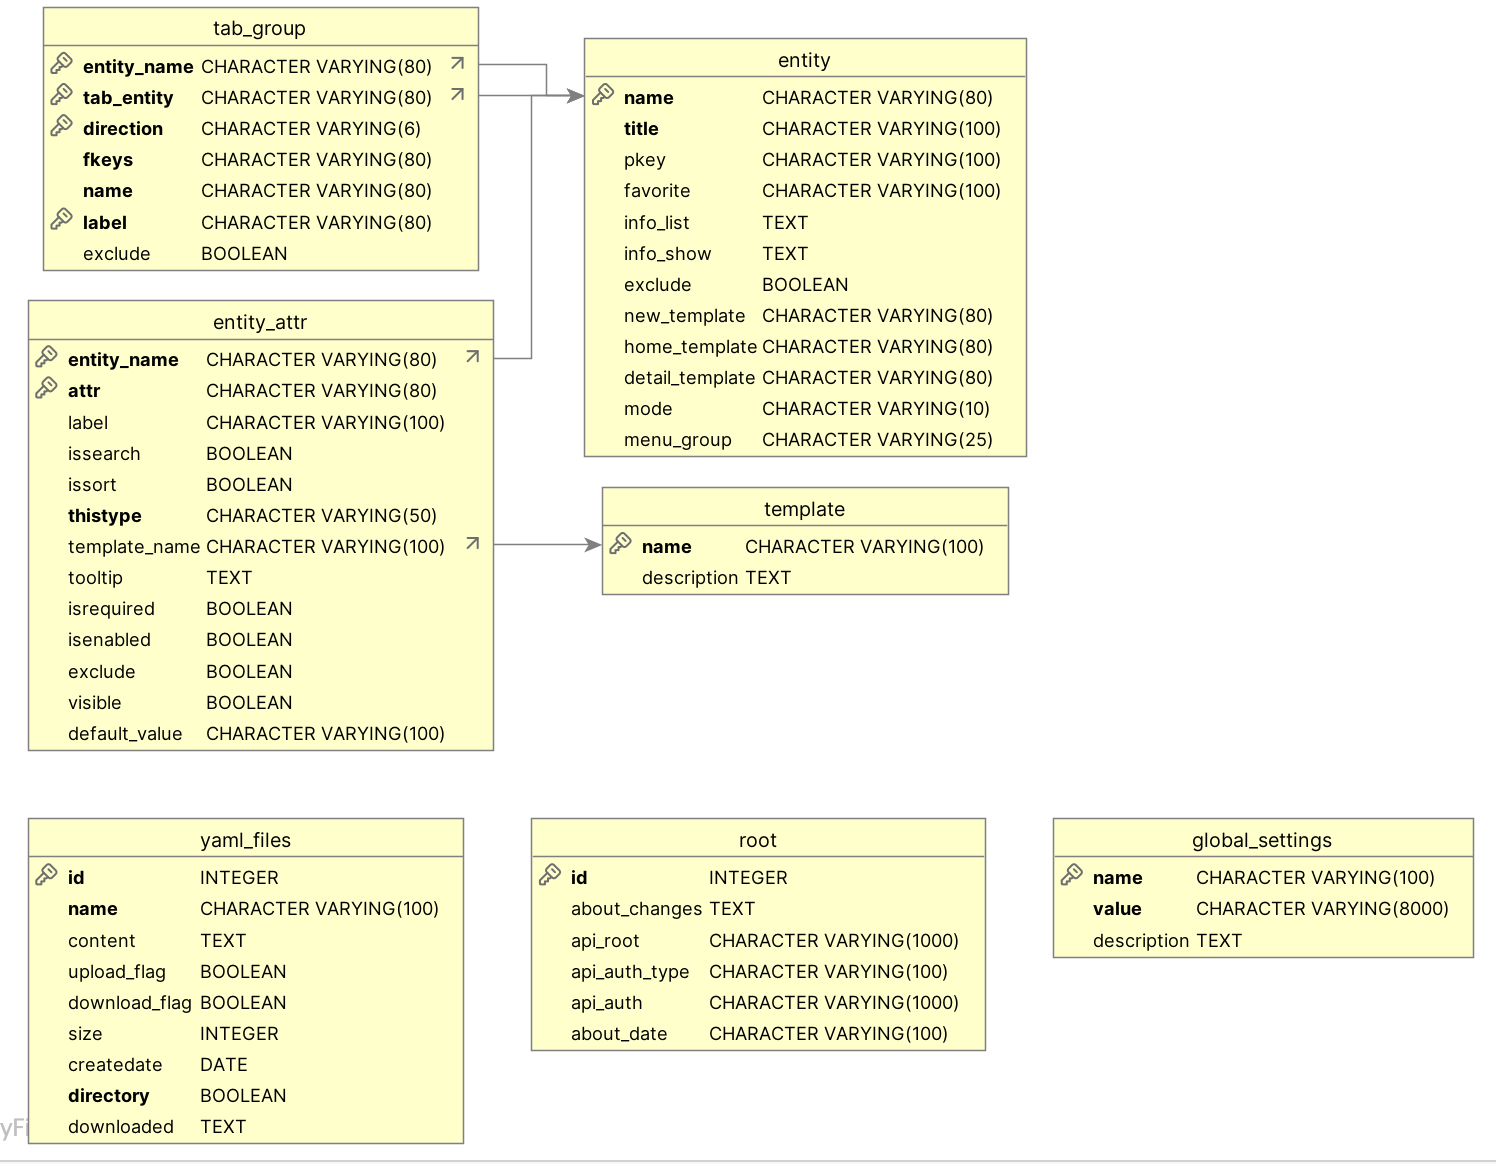 tab_group
entity_name CHARACTER VARYING(80)
tab_entity CHARACTER VARYING(80)
direction CHARACTER VARYING(6)
fkeys CHARACTER VARYING(80)
name CHARACTER VARYING(80)
label CHARACTER VARYING(80)
exclude BOOLEAN
entity
name CHARACTER VARYING(80)
title CHARACTER VARYING(100)
pkey CHARACTER VARYING(100)
favorite CHARACTER VARYING(100)
info_list TEXT
info_show TEXT
exclude BOOLEAN
new_template CHARACTER VARYING(80)
home_template CHARACTER VARYING(80)
detail_template CHARACTER VARYING(80)
mode CHARACTER VARYING(10)
menu_group CHARACTER VARYING(25)
entity_attr
entity_name CHARACTER VARYING(80)
attr CHARACTER VARYING(80)
label CHARACTER VARYING(100)
issearch BOOLEAN
issort BOOLEAN
thistype CHARACTER VARYING(50)
template_name CHARACTER VARYING(100)
tooltip TEXT
isrequired BOOLEAN
isenabled BOOLEAN
exclude BOOLEAN
visible BOOLEAN
default_value CHARACTER VARYING(100)
template
name CHARACTER VARYING(100)
description TEXT
yaml_files
id INTEGER
name CHARACTER VARYING(100)
content TEXT
upload_flag BOOLEAN
download_flag BOOLEAN
size INTEGER
createdate DATE
directory BOOLEAN
downloaded TEXT
root
id INTEGER
about_changes TEXT
api_root CHARACTER VARYING(1000)
api_auth_type CHARACTER VARYING(100)
api_auth CHARACTER VARYING(1000)
about_date CHARACTER VARYING(100)
global_settings
name CHARACTER VARYING(100)
value CHARACTER VARYING(8000)
description TEXT